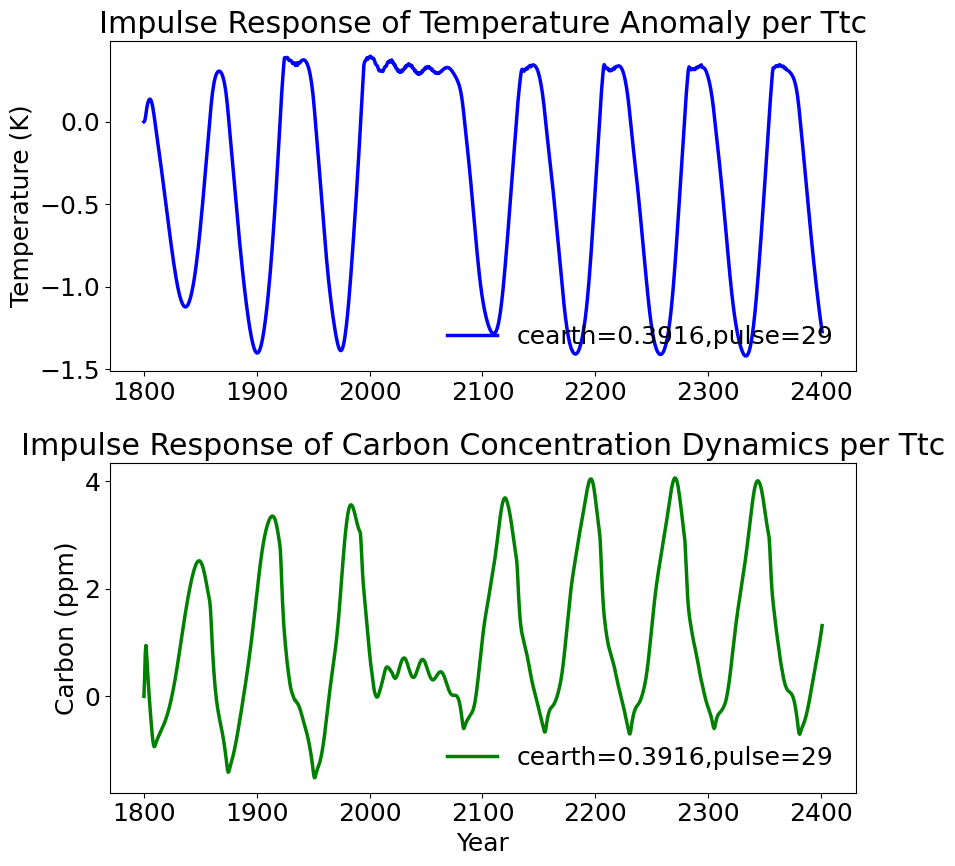 Impulse Response of Temperature Anomaly per Ttc
Temperature (K)
0.0
−0.5
−1.0
−1.5
cearth=0.3916,pulse=29
1800 1900 2000 2100 2200 2300 2400
Impulse Response of Carbon Concentration Dynamics per Ttc
Carbon (ppm)
4
2
0
cearth=0.3916,pulse=29
1800 1900 2000 2100 2200 2300 2400
Year